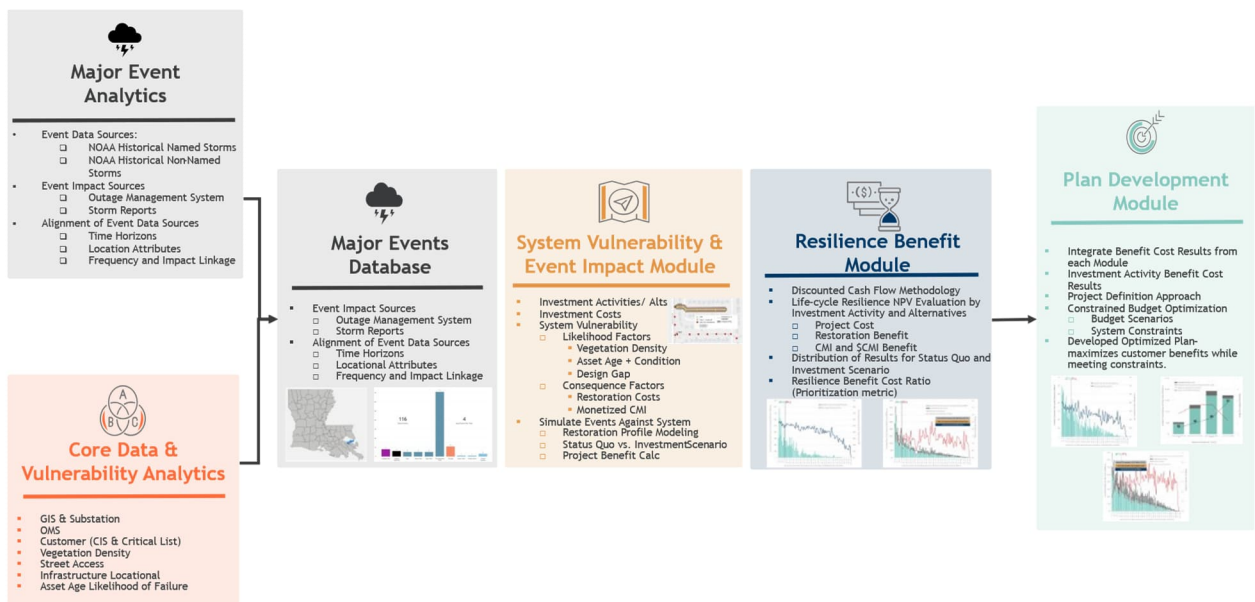 Major Event
Analytics
▪ Event Data Sources:
❑ NOAA Historical Named Storms
❑ NOAA Historical Non-Named
Storms
▪ Event Impact Sources
❑ Outage Management System
❑ Storm Reports
▪ Alignment of Event Data Sources
❑ Time Horizons
❑ Location Attributes
❑ Frequency and Impact Linkage
A
B C
Core Data &
Vulnerability Analytics
▪ GIS & Substation
▪ OMS
▪ Customer (CIS & Critical List)
▪ Vegetation Density
▪ Street Access
▪ Infrastructure Locational
▪ Asset Age Likelihood of Failure
Major Events
Database
▪ Event Impact Sources
□ Outage Management System
□ Storm Reports
▪ Alignment of Event Data Sources
□ Time Horizons
□ Locational Attributes
□ Frequency and Impact Linkage
116
4
System Vulnerability &
Event Impact Module
▪ Investment Activities/ Alts
▪ Investment Costs
▪ System Vulnerability
□ Likelihood Factors
▪ Vegetation Density
▪ Asset Age + Condition
▪ Design Gap
□ Consequence Factors
▪ Restoration Costs
▪ Monetized CMI
▪ Simulate Events Against System
□ Restoration Profile Modeling
□ Status Quo vs. InvestmentScenario
□ Project Benefit Calc
($)
Resilience Benefit
Module
▪ Discounted Cash Flow Methodology
▪ Life-cycle Resilience NPV Evaluation by
Investment Activity and Alternatives
□ Project Cost
□ Restoration Benefit
□ CMI and $CMI Benefit
▪ Distribution of Results for Status Quo and
Investment Scenario
▪ Resilience Benefit Cost Ratio
(Prioritization metric)
Plan Development
Module
▪ Integrate Benefit Cost Results from
each Module
▪ Investment Activity Benefit Cost
Results
▪ Project Definition Approach
▪ Constrained Budget Optimization
□ Budget Scenarios
□ System Constraints
▪ Developed Optimized Plan-
maximizes customer benefits while
meeting constraints.